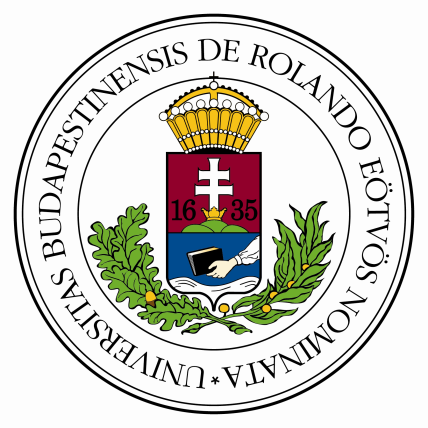 UNIVERSITAS BUDAPESTINENSIS DE ROLANDO EÖTVÖS NOMINATA *
16 35